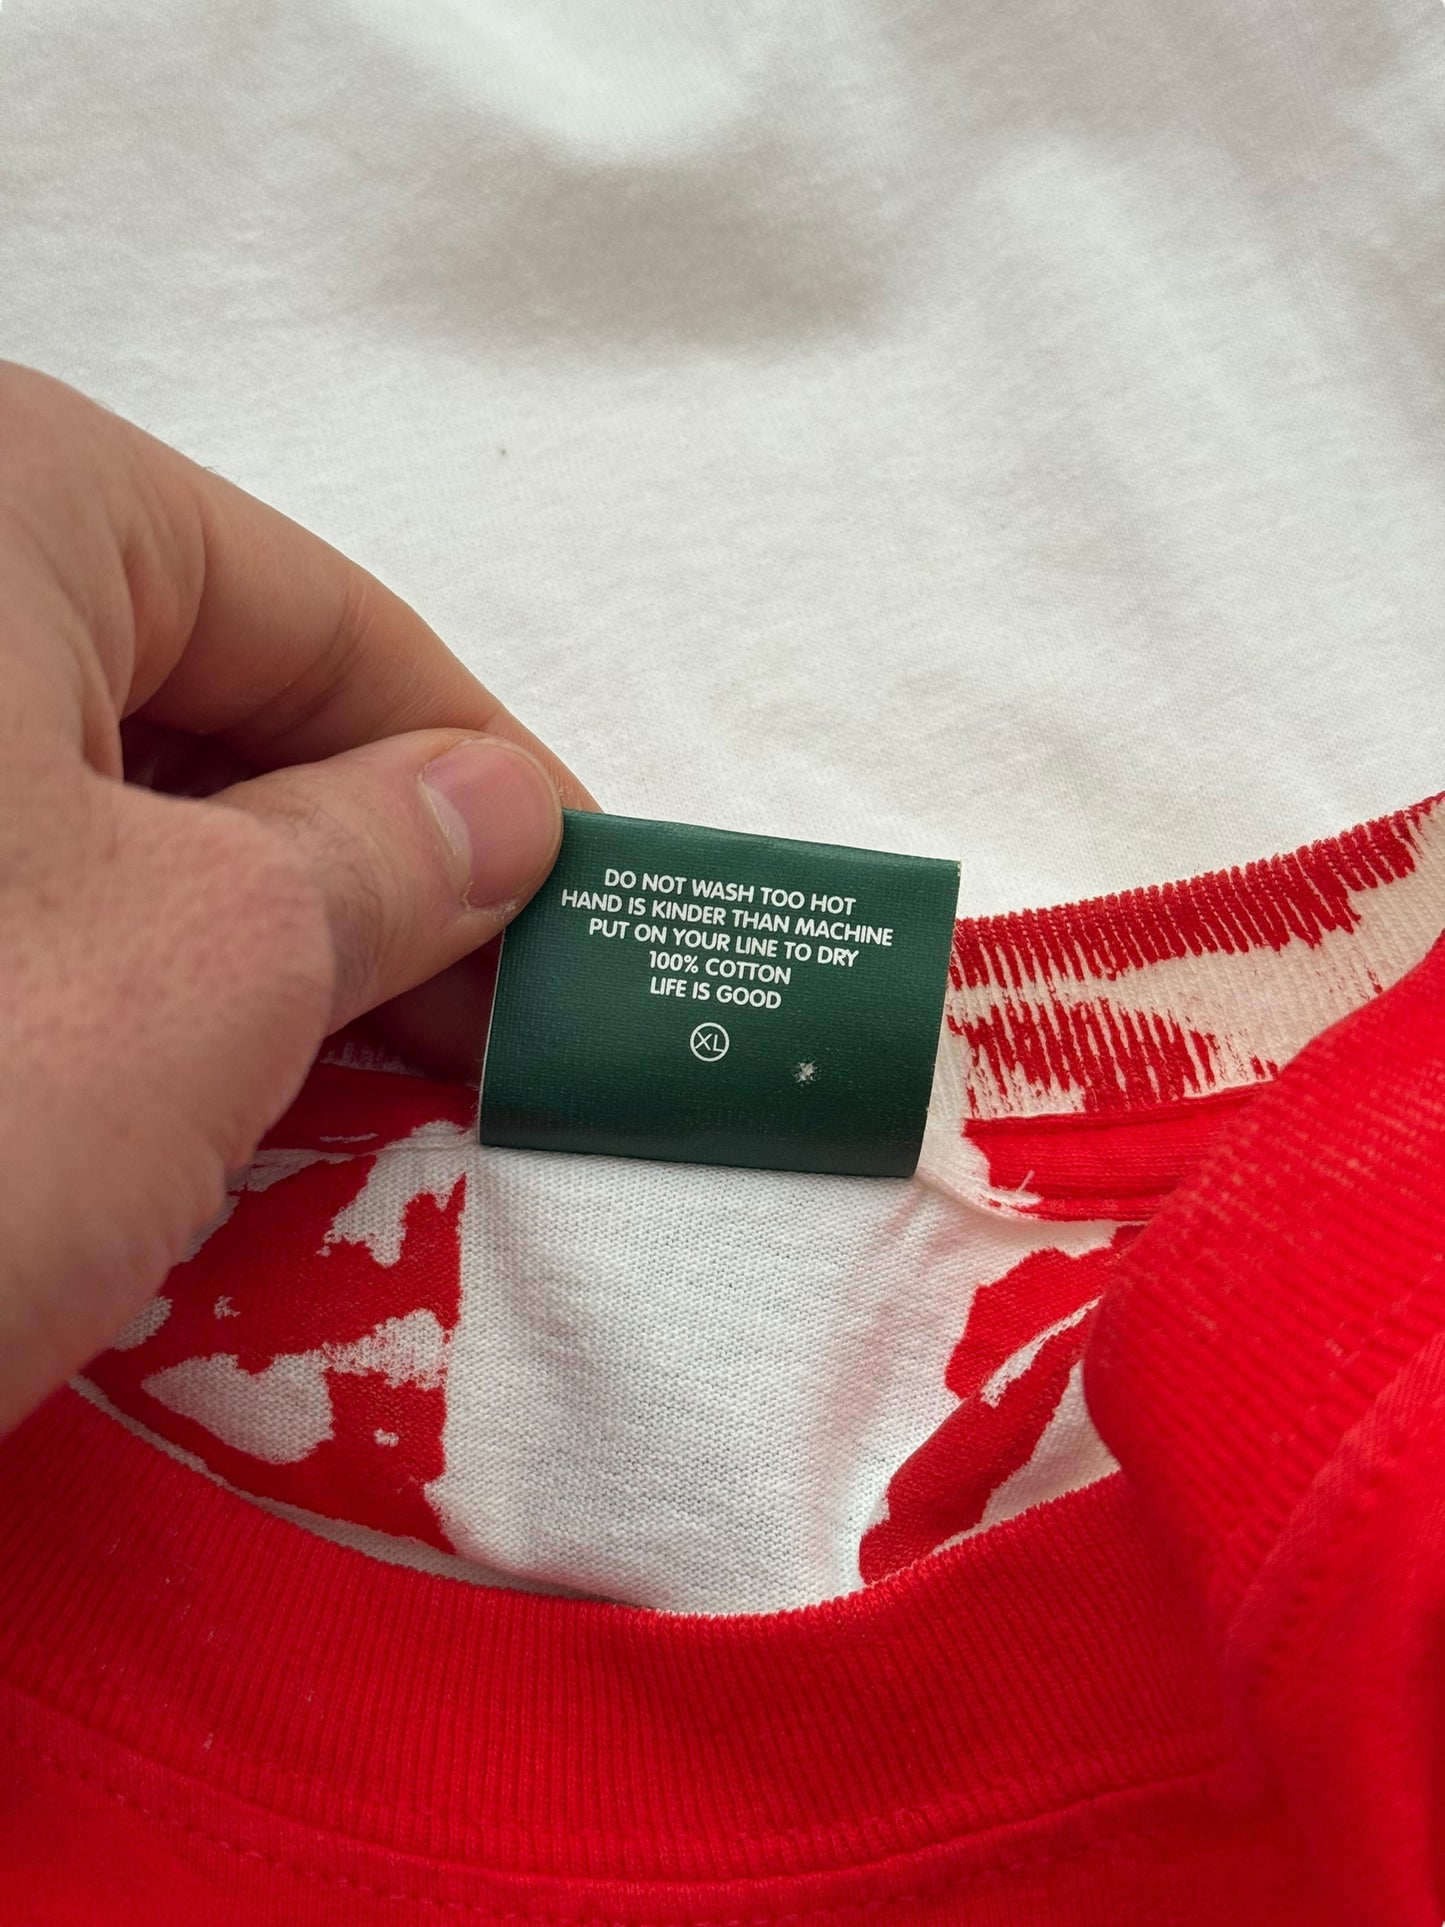 DO NOT WASH TOO HOT
HAND IS KINDER THAN MACHINE
PUT ON YOUR LINE TO DRY
100% COTTON
LIFE IS GOOD
XL